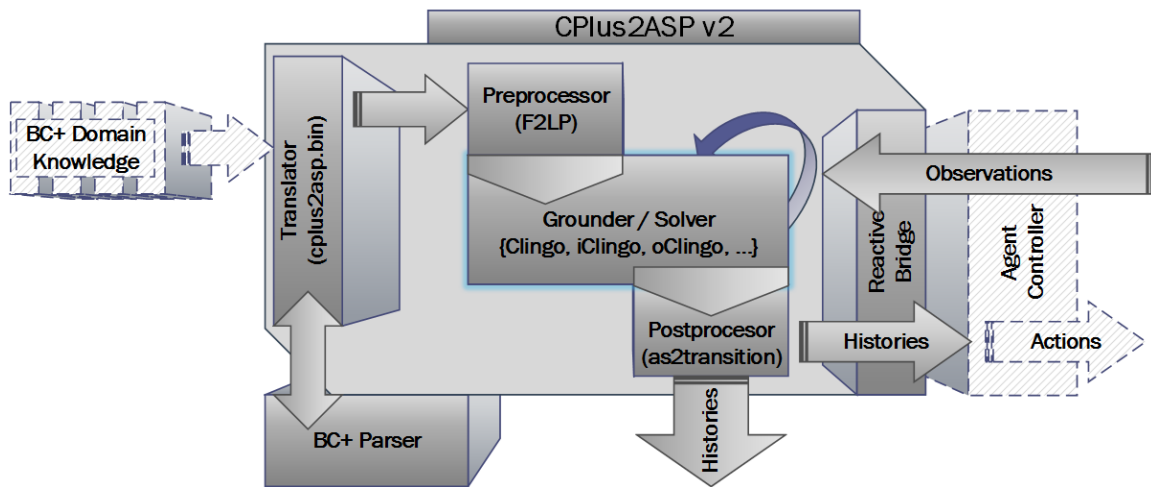 CPlus2ASP v2
BC+ Domain
Knowledge
Translator
(cplus2asp.bin)
Preprocessor
(F2LP)
Grounder / Solver
{Clingo, iClingo, oClingo, ...}
Postprocesor
(as2transition)
Histories
BC+ Parser
Reactive
Bridge
Observations
Histories
Agent
Controller
Actions